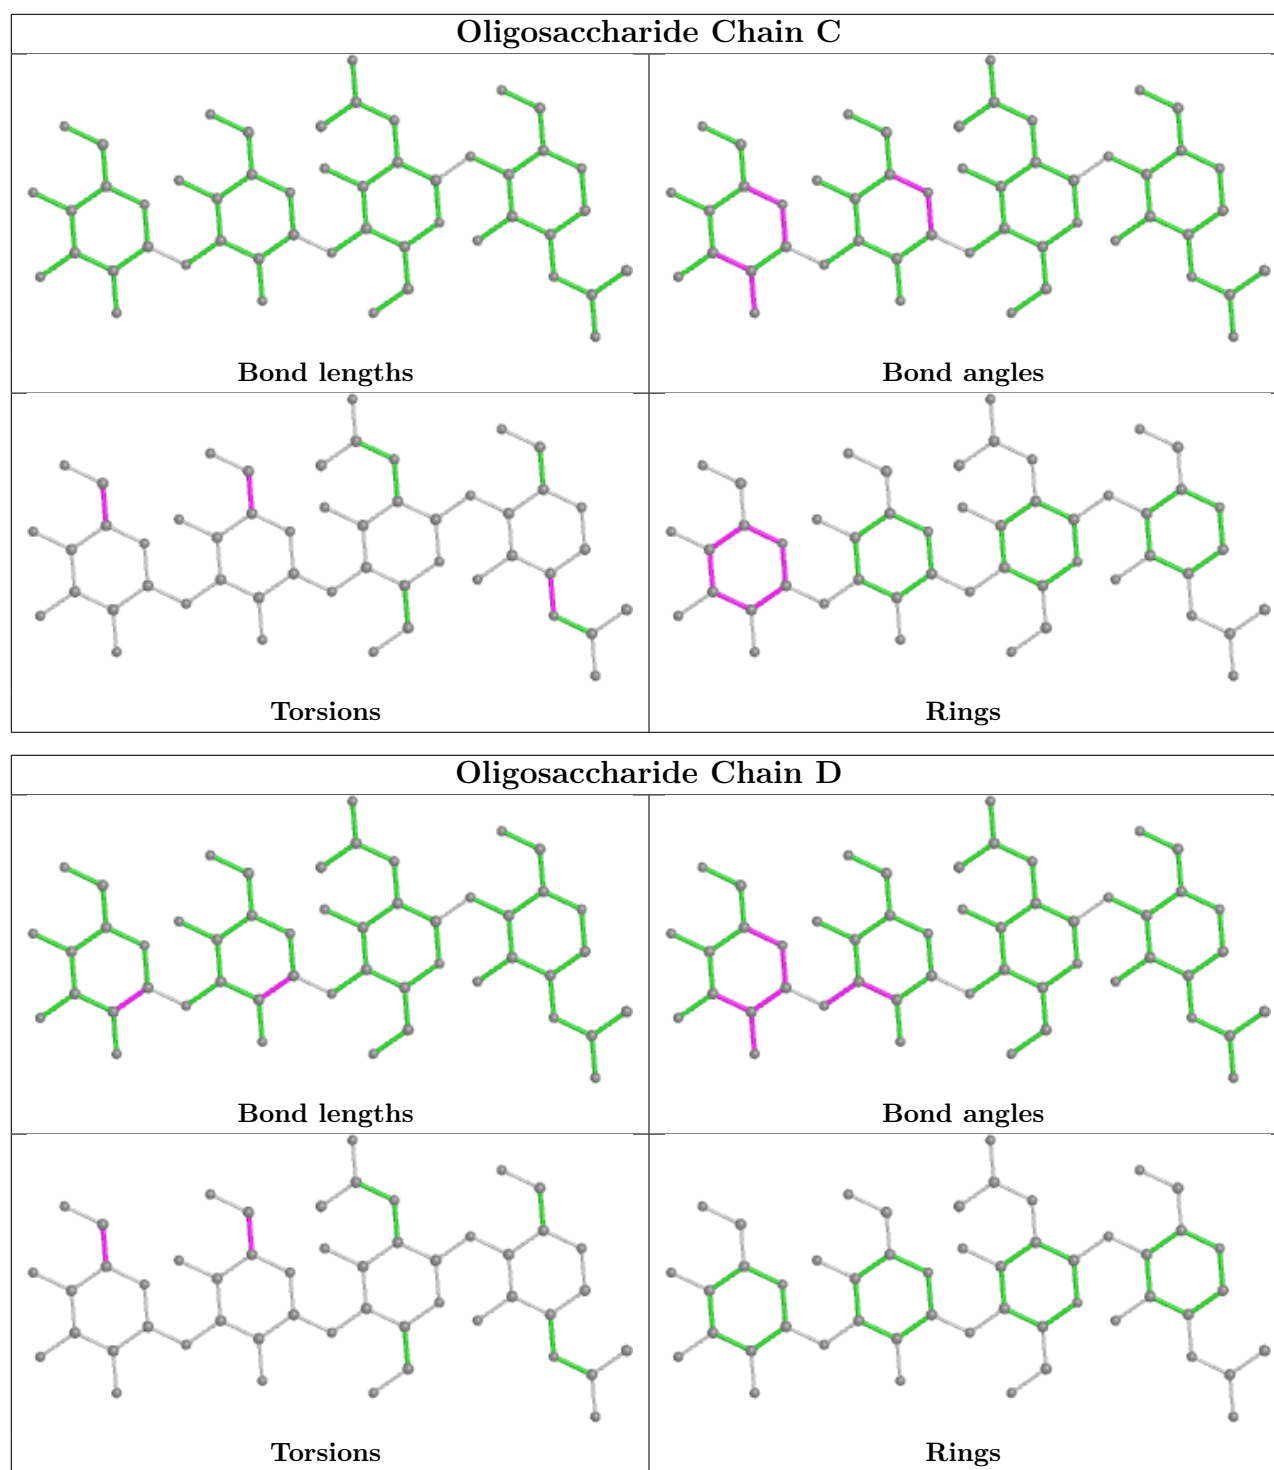 Oligosaccharide Chain C
Bond lengths
Bond angles
Torsions
Rings
Oligosaccharide Chain D
Bond lengths
Bond angles
Torsions
Rings